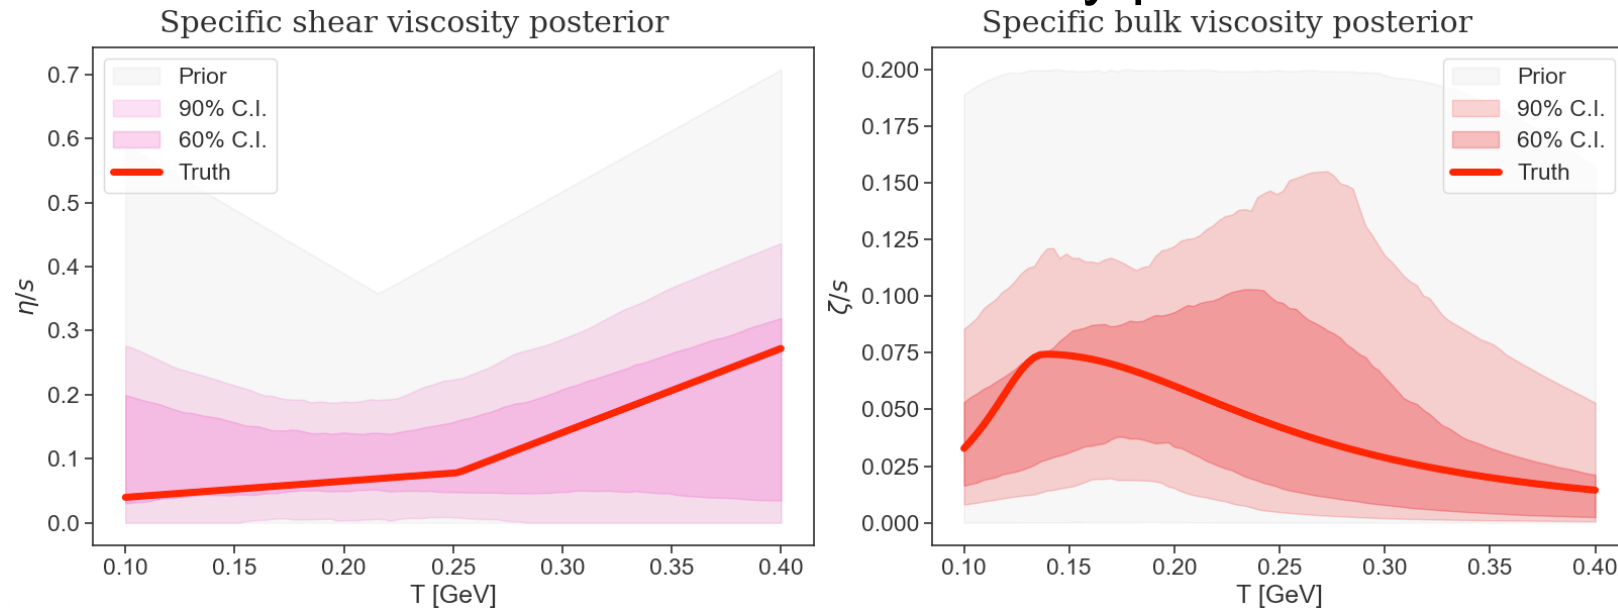 Specific shear viscosity posterior
0.7
0.6
0.5
0.4
0.3
0.2
0.1
0.0
η/s
Prior
90% C.I.
60% C.I.
Truth
0.10 0.15 0.20 0.25 0.30 0.35 0.40
T [GeV]
Specific bulk viscosity posterior
0.200
0.175
0.150
0.125
0.100
0.075
0.050
0.025
0.000
ζ/s
Prior
90% C.I.
60% C.I.
Truth
0.10 0.15 0.20 0.25 0.30 0.35 0.40
T [GeV]